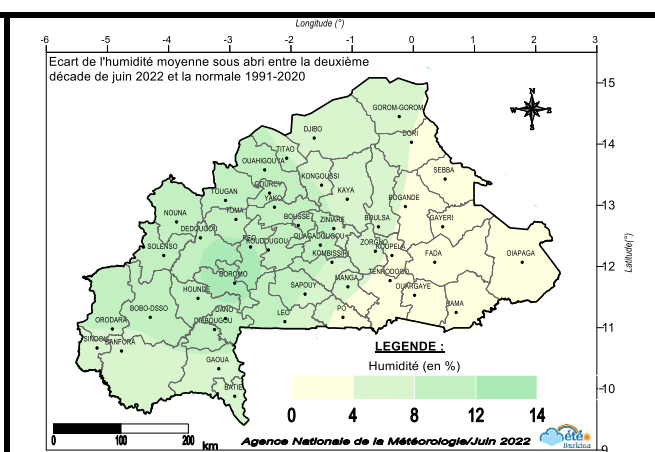 Longitude (°)
-6 -5 -4 -3 -2 -1 0 1 2 3
Ecart de l'humidité moyenne sous abri entre la deuxième
décade de juin 2022 et la normale 1991-2020
15
N
W E
S
GOROM-GOROM
DJIBO
DORI
14
TITAO
OUAHIGOUYA
KONGOUSSI
SEBBA
TOUGAN
GOURCY
YAKO
KAYA
BOGANDE
13
NOUNA
TOMA
BOUSSE
ZINIARE
BOULSA
GAYERI
DEDOUGOU
REO
KOUDOUGOU
OUAGADOUGOU
ZORGHO
SOLENSO
KOMBISSIRI
KOUPELA
FADA
DIAPAGA
Latitude(°)
12
BOROMO
TENKODOGO
MANGA
HOUNDE
SAPOUY
OUARGAYE
BOBO-DSSO
DANO
LEO
PO
PAMA
ORODARA
DIEBOUGOU
11
SINDOU
BANFORA
GAOUA
BATIE
LEGENDE :
Humidité (en %)
10
0 4 8 12 14
0 100 200
km
Agence Nationale de la Météorologie/Juin 2022
Météo
Burkina
9